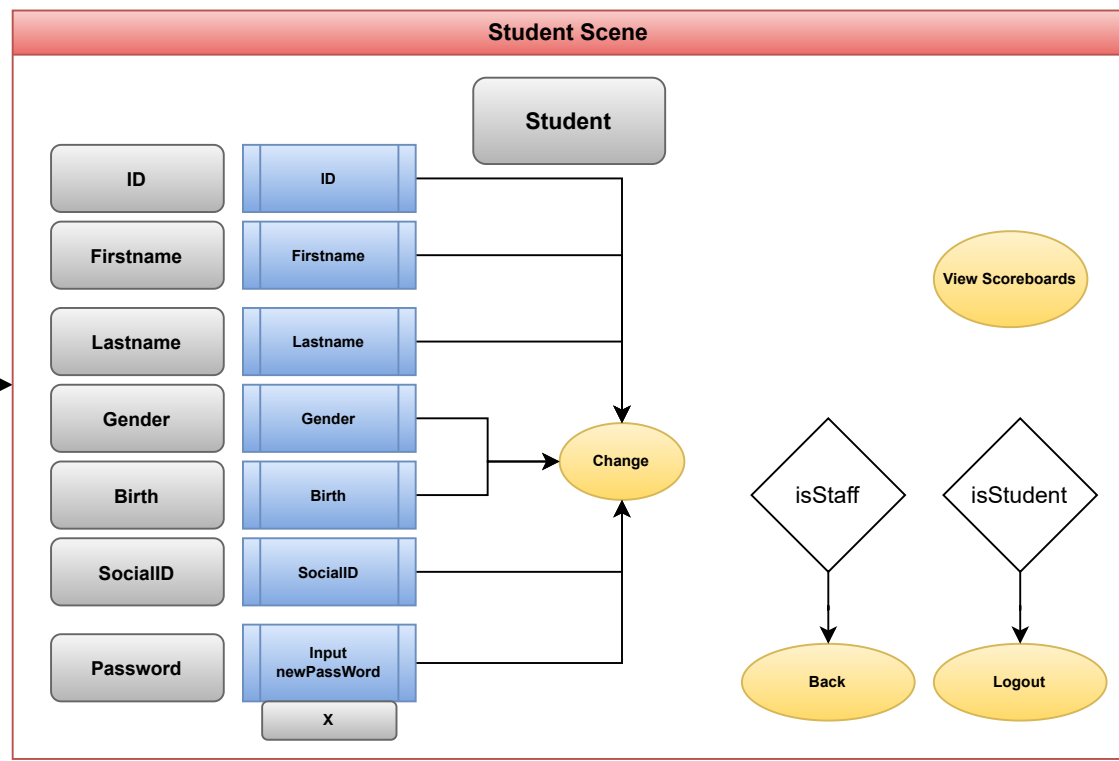 Student Scene
Student
ID
ID
Firstname
Firstname
View Scoreboards
Lastname
Lastname
Gender
Gender
Change
Birth
Birth
isStaff
isStudent
SocialID
SocialID
Password
Input
newPassWord
Back
Logout
X